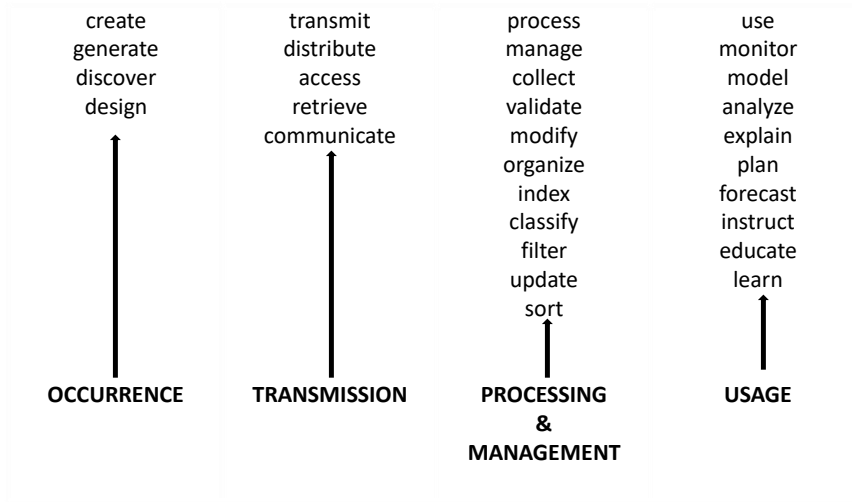 create
generate
discover
design
OCCURRENCE
transmit
distribute
access
retrieve
communicate
TRANSMISSION
process
manage
collect
validate
modify
organize
index
classify
filter
update
sort
PROCESSING
&
MANAGEMENT
use
monitor
model
analyze
explain
plan
forecast
instruct
educate
learn
USAGE